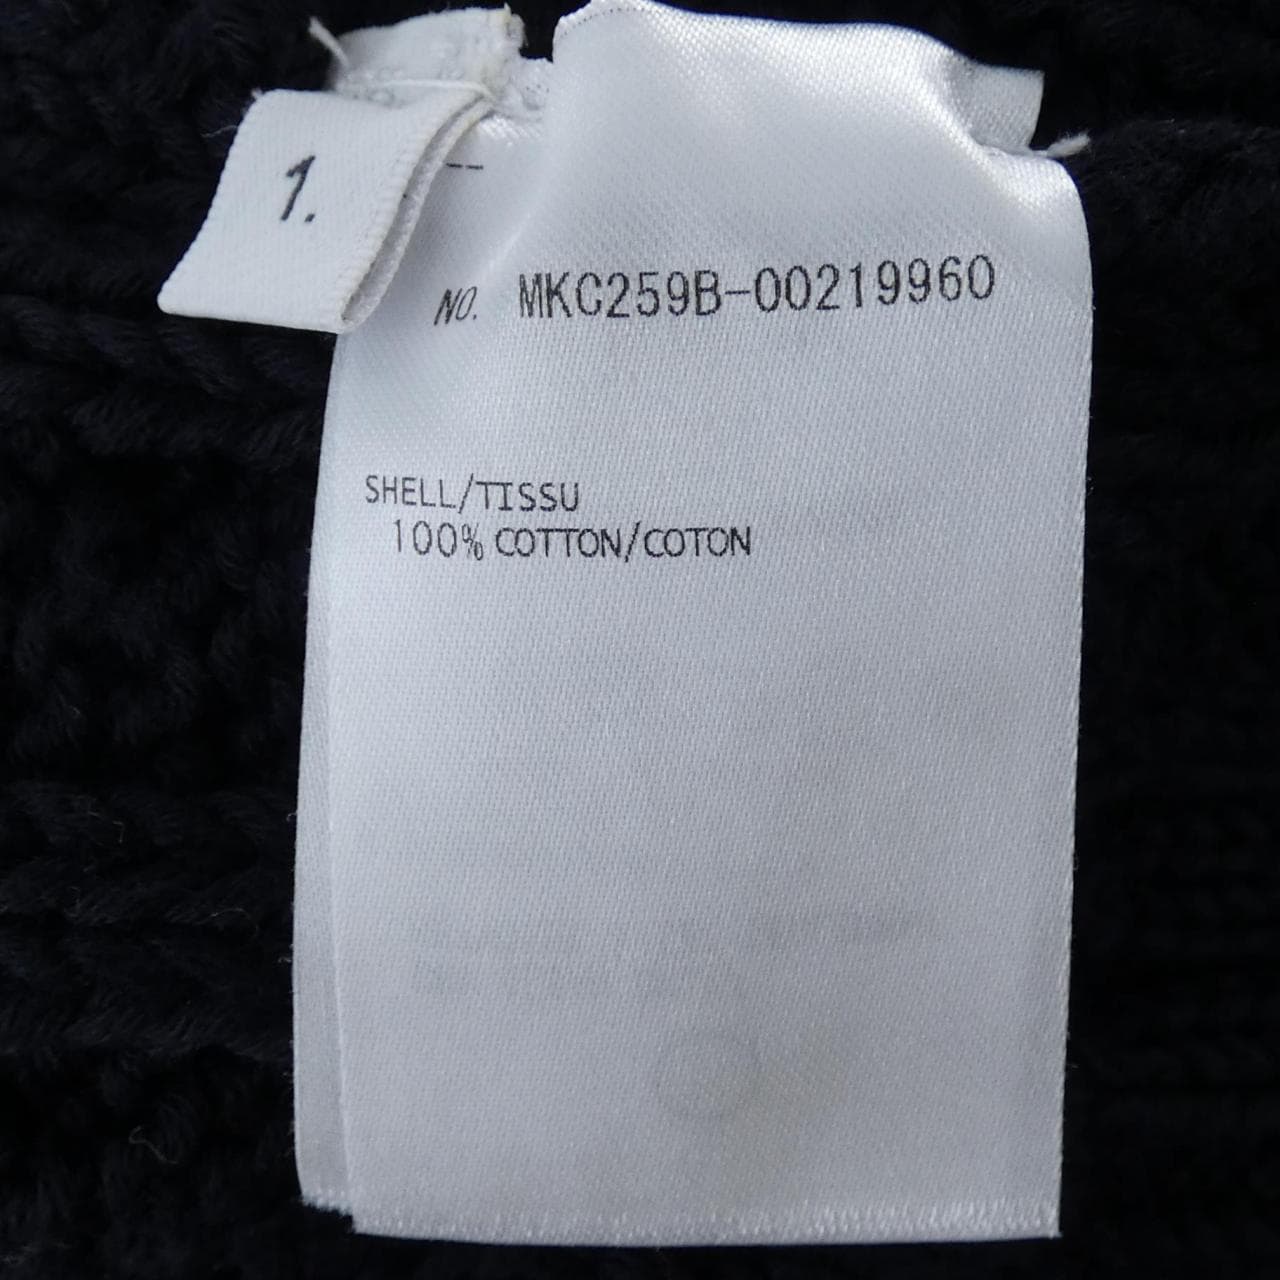 1.
--
NO. MKC259B-00219960
SHELL/TISSU
100% COTTON/COTON